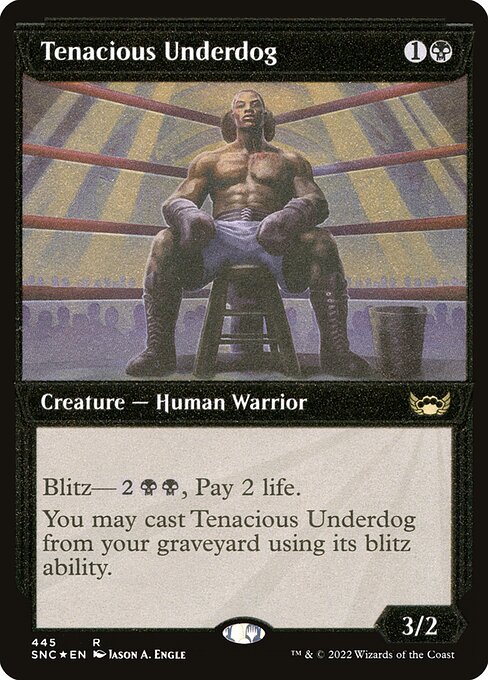 Tenacious Underdog 1
Creature — Human Warrior
Blitz—2, Pay 2 life.
You may cast Tenacious Underdog
from your graveyard using its blitz
ability.
3/2
445 R
SNC★EN Jason A. Engle
™ & © 2022 Wizards of the Coast